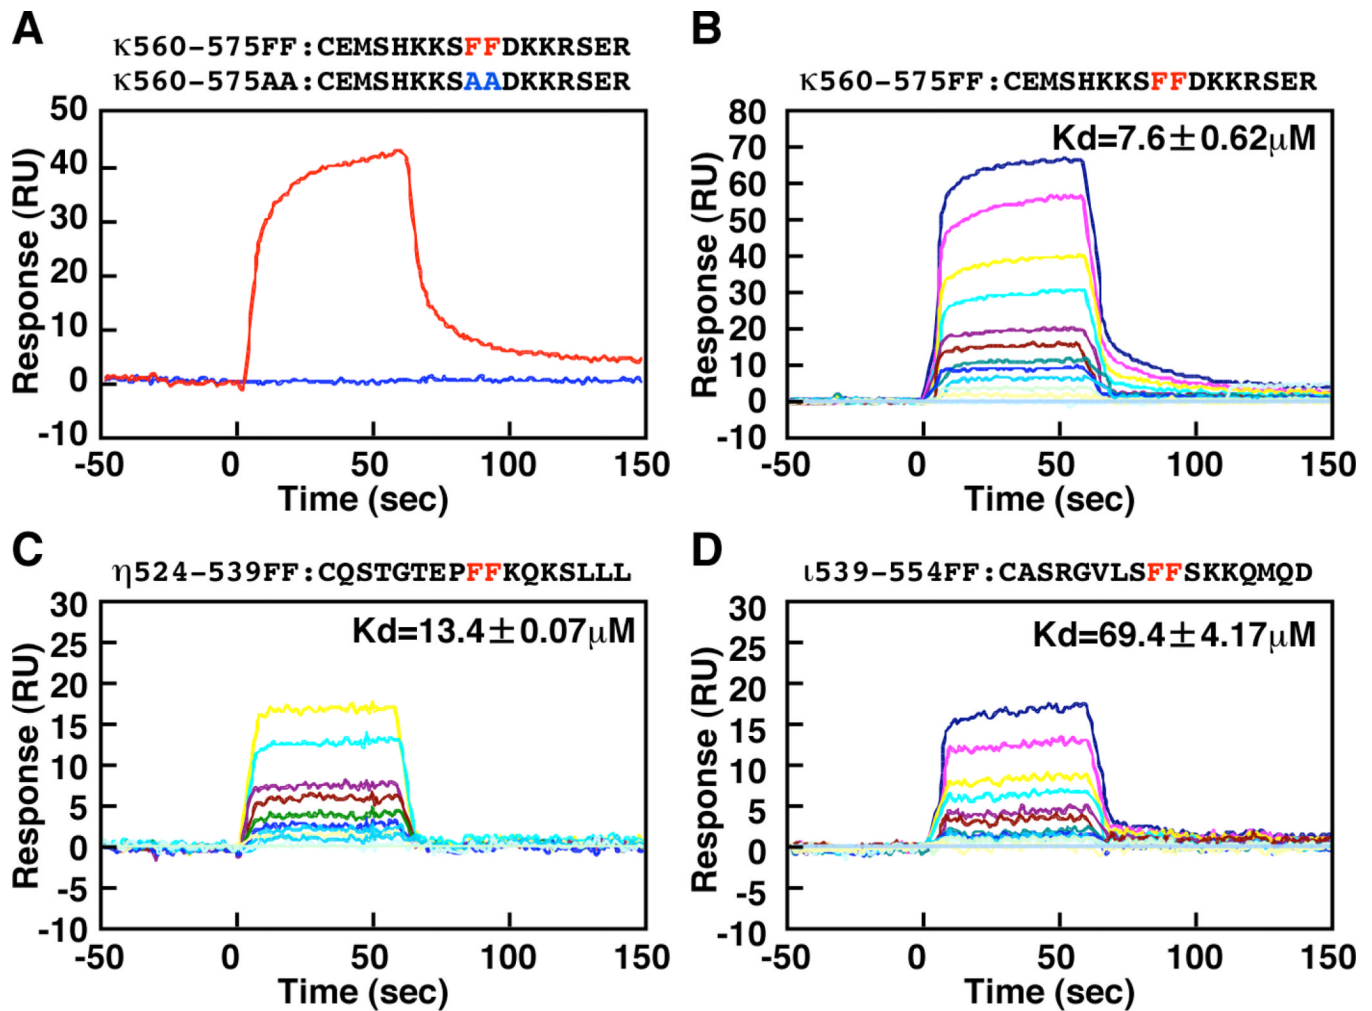 A
κ560-575FF:CEMSHKKSFFDKKRSER
κ560-575AA:CEMSHKKSAADKKRSER
50
40
30
20
10
0
-10
Response (RU)
-50 0 50 100 150
Time (sec)
B
κ560-575FF:CEMSHKKSFFDKKRSER
Kd=7.6±0.62μM
80
70
60
50
40
30
20
10
0
-10
Response (RU)
-50 0 50 100 150
Time (sec)
C
η524-539FF:CQSTGTEPFFKQKSLLL
Kd=13.4±0.07μM
30
25
20
15
10
5
0
-5
-10
Response (RU)
-50 0 50 100 150
Time (sec)
D
ι539-554FF:CASRGVLSFFSKKQMQD
Kd=69.4±4.17μM
30
25
20
15
10
5
0
-5
-10
Response (RU)
-50 0 50 100 150
Time (sec)